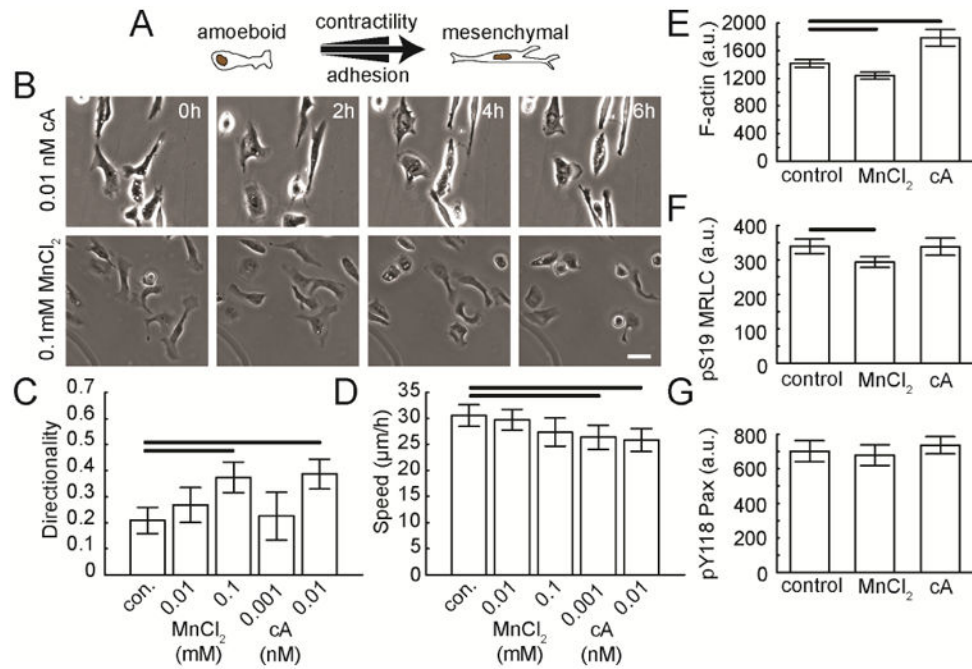 A
amoeboid
contractility
adhesion
mesenchymal
B
0.01 nM cA
0h
2h
4h
6h
0.1mM MnCl₂
C
Directionality
0.7
0.6
0.5
0.4
0.3
0.2
0.1
0
con.
0.01
0.1
0.001
0.01
MnCl₂
(mM)
cA
(nM)
D
Speed (µm/h)
35
30
25
20
15
10
5
0
con.
0.01
0.1
0.001
0.01
MnCl₂
(mM)
cA
(nM)
E
F-actin (a.u.)
2000
1600
1200
800
400
0
control
MnCl₂
cA
F
pS19 MRLC (a.u.)
400
300
200
100
0
control
MnCl₂
cA
G
pY118 Pax (a.u.)
800
600
400
200
0
control
MnCl₂
cA